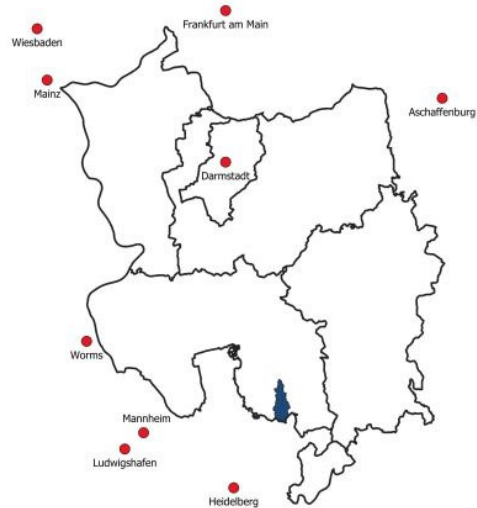 Frankfurt am Main
Wiesbaden
Mainz
Aschaffenburg
Darmstadt
Worms
Mannheim
Ludwigshafen
Heidelberg